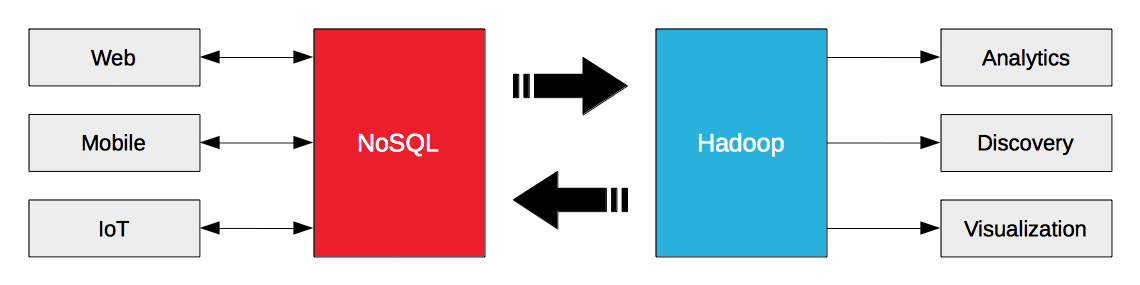 Web
Mobile
IoT
NoSQL
Hadoop
Analytics
Discovery
Visualization